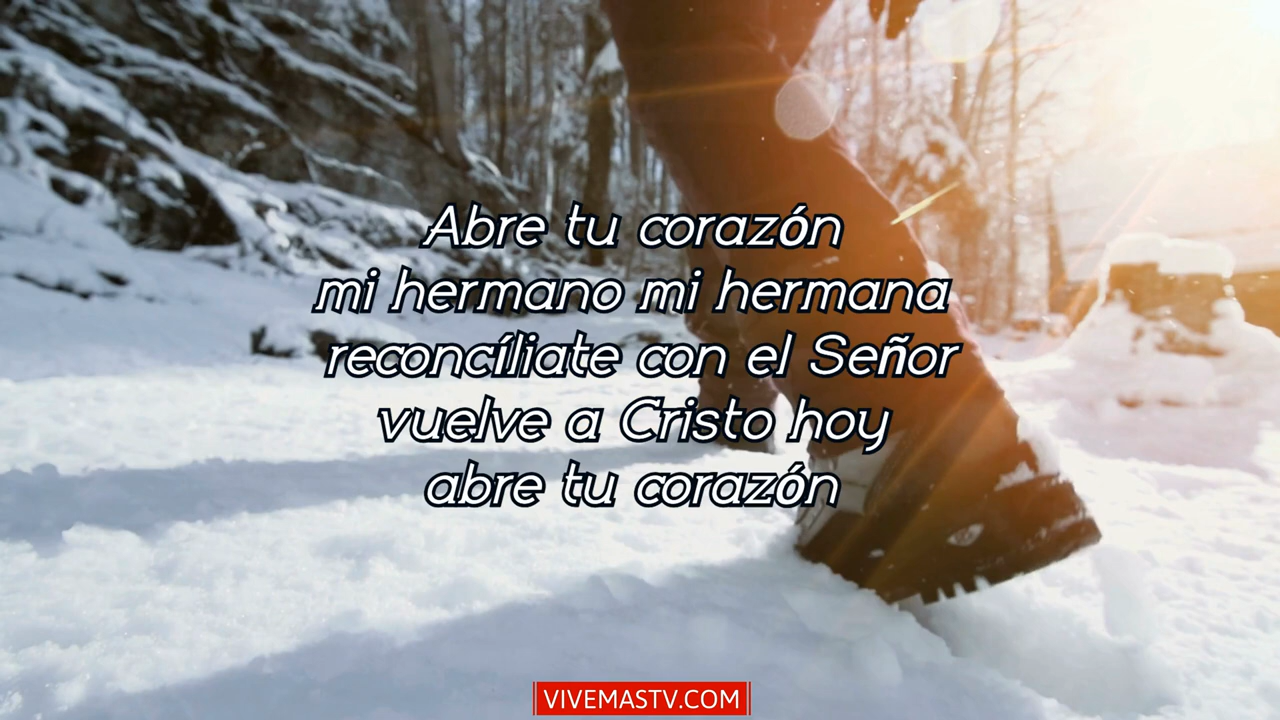 Abre tu corazón
mi hermano mi hermana
reconcíliate con el Señor
vuelve a Cristo hoy
abre tu corazón
VIVEMASTV.COM